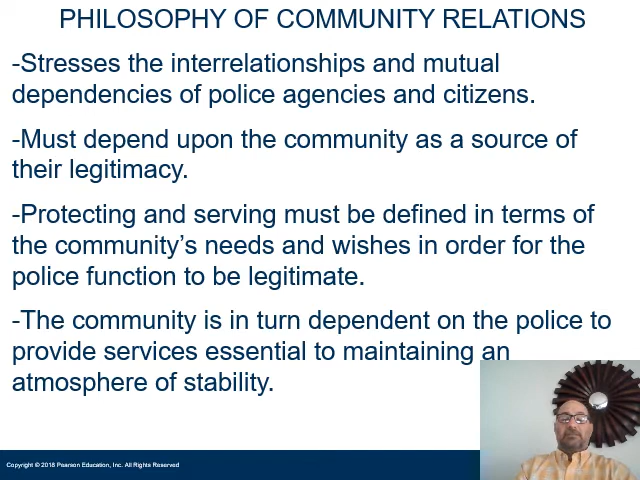 PHILOSOPHY OF COMMUNITY RELATIONS
-Stresses the interrelationships and mutual
dependencies of police agencies and citizens.
-Must depend upon the community as a source of
their legitimacy.
-Protecting and serving must be defined in terms of
the community’s needs and wishes in order for the
police function to be legitimate.
-The community is in turn dependent on the police to
provide services essential to maintaining an
atmosphere of stability.
Copyright © 2018 Pearson Education, Inc. All Rights Reserved